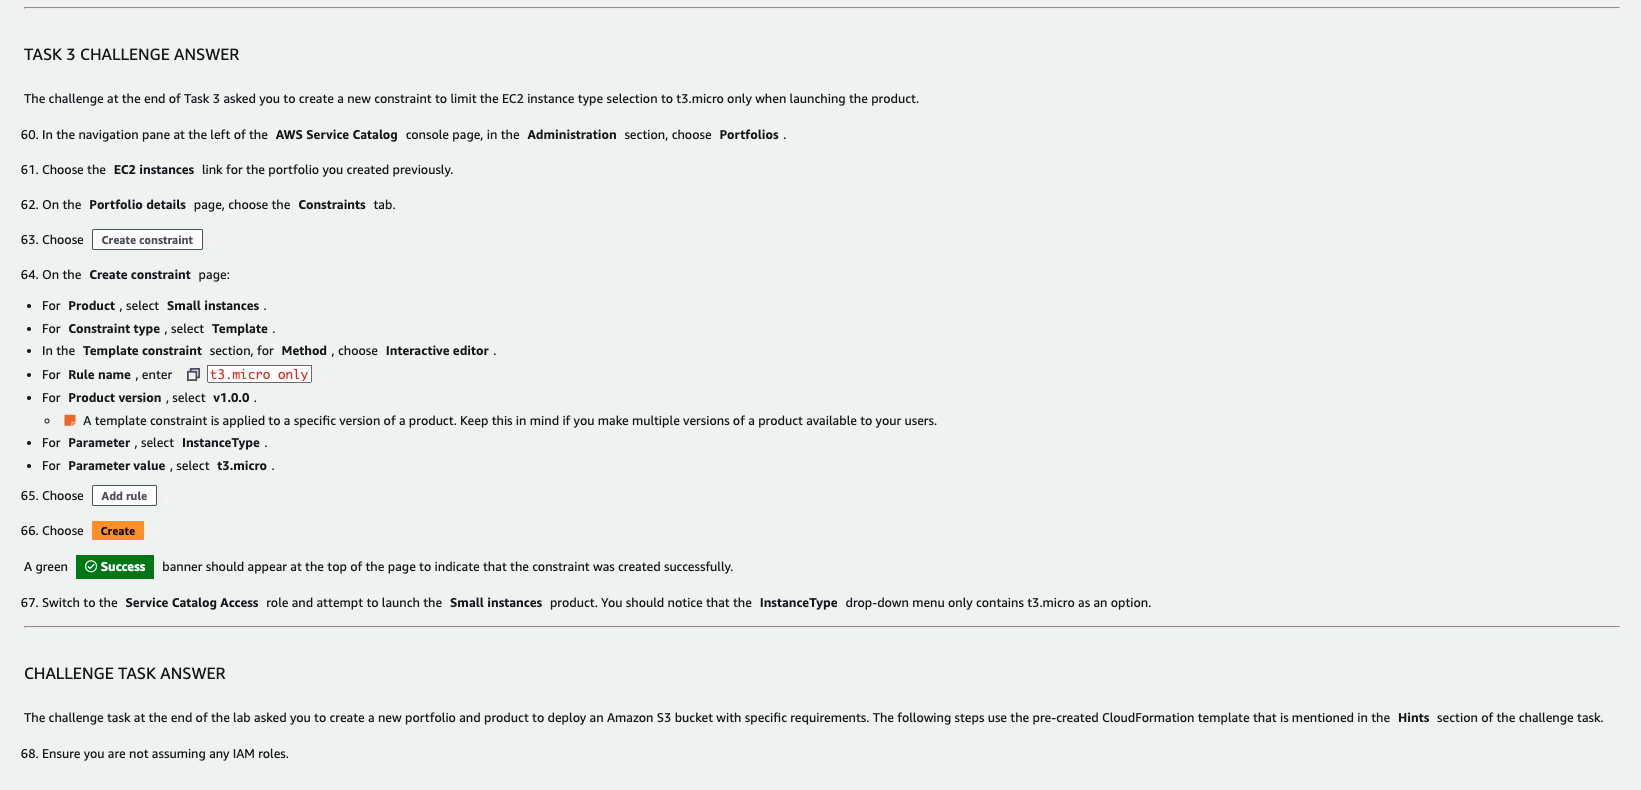 TASK 3 CHALLENGE ANSWER
The challenge at the end of Task 3 asked you to create a new constraint to limit the EC2 instance type selection to t3.micro only when launching the product.
60. In the navigation pane at the left of the AWS Service Catalog console page, in the Administration section, choose Portfolios .
61. Choose the EC2 instances link for the portfolio you created previously.
62. On the Portfolio details page, choose the Constraints tab.
63. Choose Create constraint
64. On the Create constraint page:
• For Product , select Small instances .
• For Constraint type , select Template .
• In the Template constraint section, for Method , choose Interactive editor .
• For Rule name , enter t3.micro only
• For Product version , select v1.0.0 .
◦ A template constraint is applied to a specific version of a product. Keep this in mind if you make multiple versions of a product available to your users.
• For Parameter , select InstanceType .
• For Parameter value , select t3.micro .
65. Choose Add rule
66. Choose Create
A green Success banner should appear at the top of the page to indicate that the constraint was created successfully.
67. Switch to the Service Catalog Access role and attempt to launch the Small instances product. You should notice that the InstanceType drop-down menu only contains t3.micro as an option.
CHALLENGE TASK ANSWER
The challenge task at the end of the lab asked you to create a new portfolio and product to deploy an Amazon S3 bucket with specific requirements. The following steps use the pre-created CloudFormation template that is mentioned in the Hints section of the challenge task.
68. Ensure you are not assuming any IAM roles.